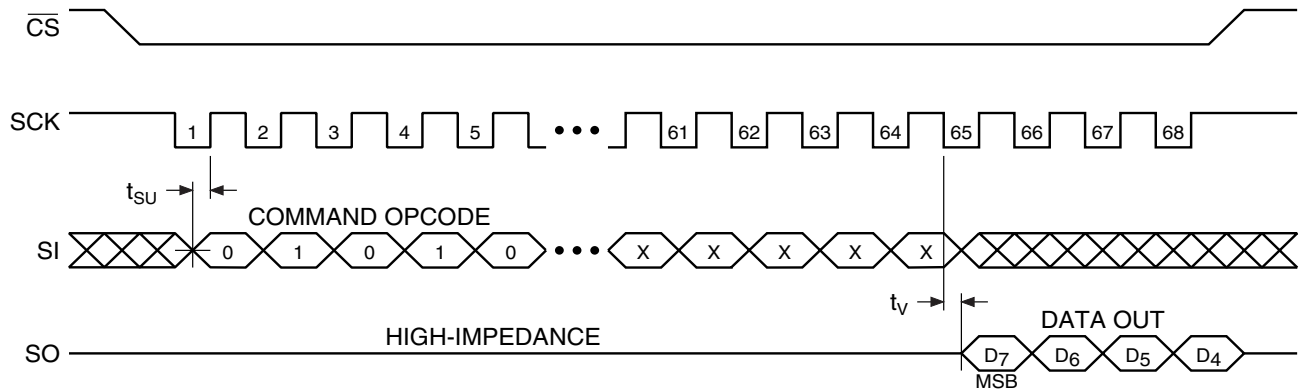 CS
SCK 1 2 3 4 5 ••• 61 62 63 64 65 66 67 68
tSU
COMMAND OPCODE
SI 0 1 0 1 0 ••• X X X X X
tV
HIGH-IMPEDANCE
DATA OUT
SO D7 D6 D5 D4
MSB